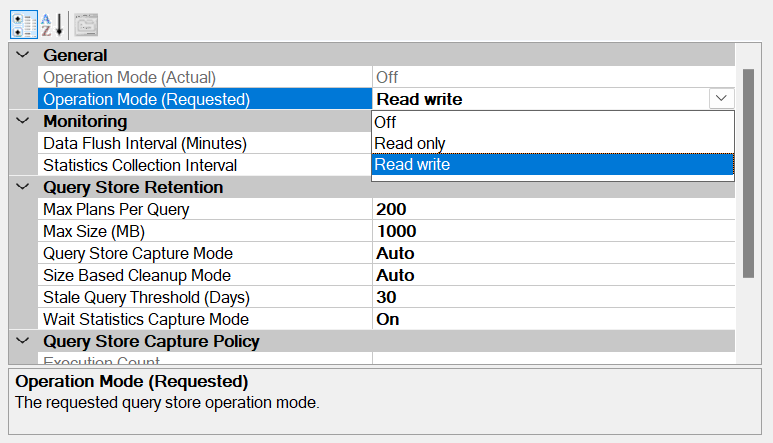 General
Operation Mode (Actual) Off
Operation Mode (Requested) Read write
Monitoring Off
Data Flush Interval (Minutes) Read only
Statistics Collection Interval Read write
Query Store Retention
Max Plans Per Query 200
Max Size (MB) 1000
Query Store Capture Mode Auto
Size Based Cleanup Mode Auto
Stale Query Threshold (Days) 30
Wait Statistics Capture Mode On
Query Store Capture Policy
Execution Count
Operation Mode (Requested)
The requested query store operation mode.